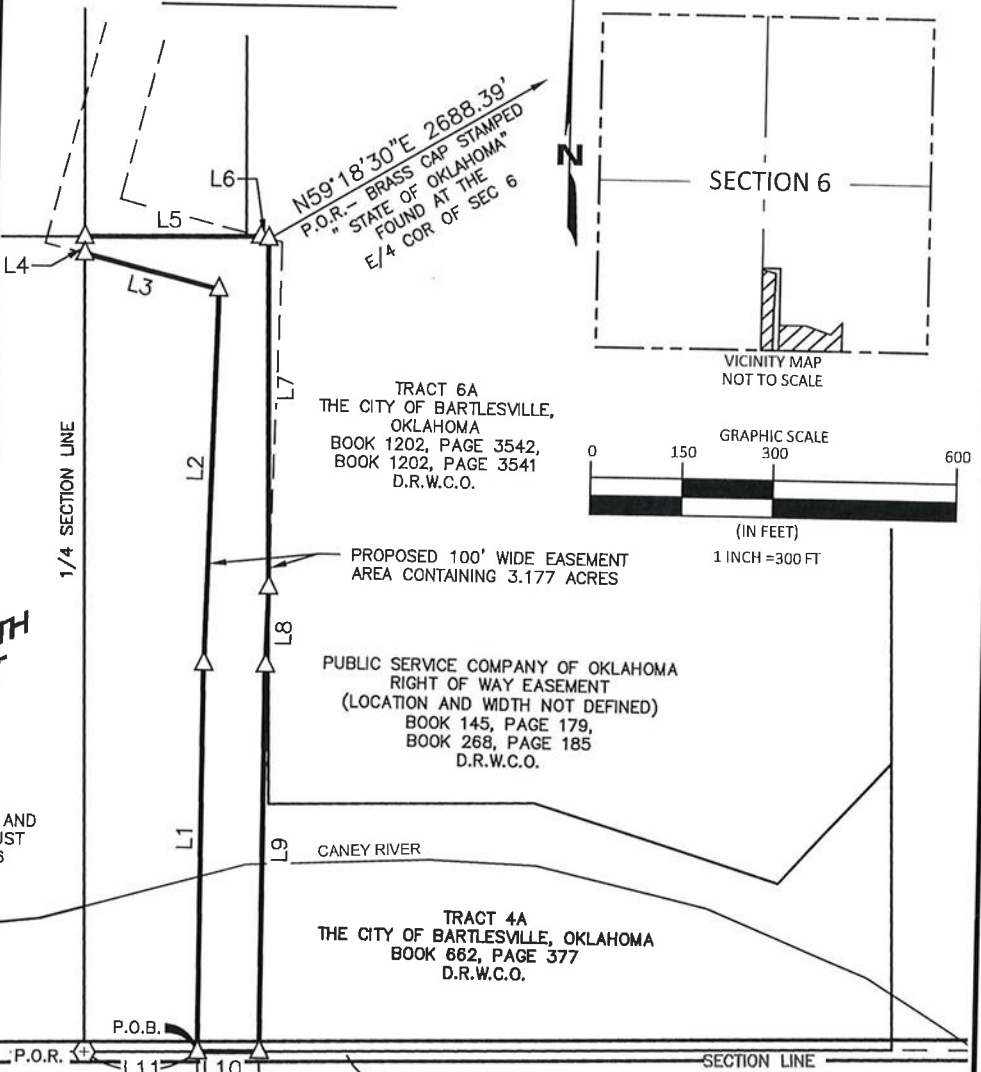 N59°18'30"E 2688.39'
P.O.R.– BRASS CAP STAMPED
" STATE OF OKLAHOMA"
FOUND AT THE
E/4 COR OF SEC 6
N
SECTION 6
VICINITY MAP
NOT TO SCALE
L6
L5
L4
L3
L7
TRACT 6A
THE CITY OF BARTLESVILLE,
OKLAHOMA
BOOK 1202, PAGE 3542,
BOOK 1202, PAGE 3541
D.R.W.C.O.
GRAPHIC SCALE
0 150 300 600
(IN FEET)
1 INCH =300 FT
1/4 SECTION LINE
L2
PROPOSED 100' WIDE EASEMENT
AREA CONTAINING 3.177 ACRES
L8
TH
PUBLIC SERVICE COMPANY OF OKLAHOMA
RIGHT OF WAY EASEMENT
(LOCATION AND WIDTH NOT DEFINED)
BOOK 145, PAGE 179,
BOOK 268, PAGE 185
D.R.W.C.O.
AND
UST
6
L1
L9
CANEY RIVER
TRACT 4A
THE CITY OF BARTLESVILLE, OKLAHOMA
BOOK 662, PAGE 377
D.R.W.C.O.
P.O.B.
P.O.R.
L11
L10
SECTION LINE